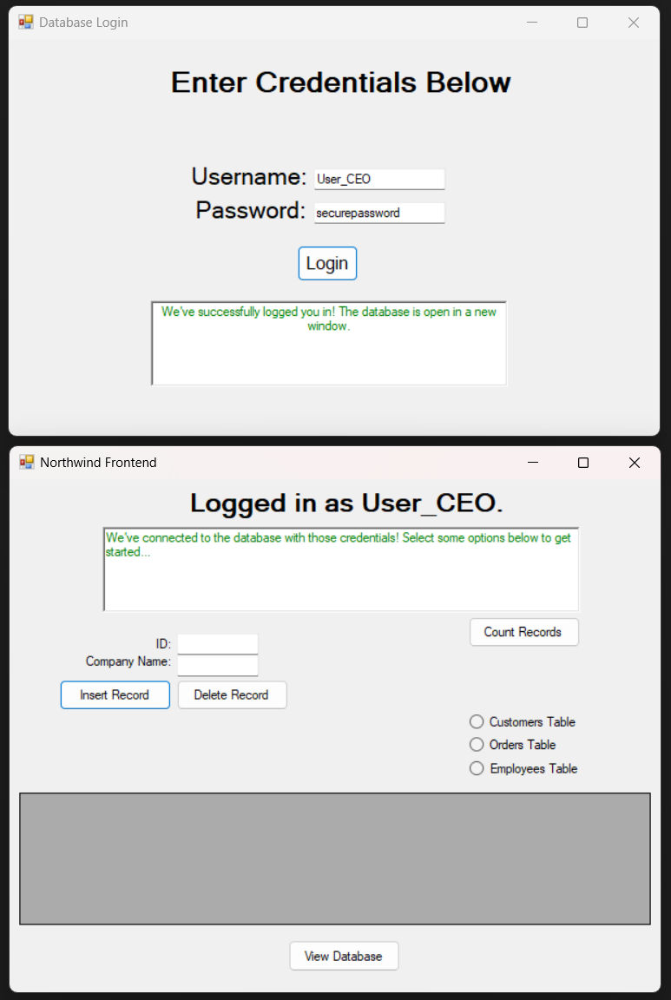 Database Login
Enter Credentials Below
Username: User_CEO
Password: securepassword
Login
We've successfully logged you in! The database is open in a new
window.
Northwind Frontend
Logged in as User_CEO.
We've connected to the database with those credentials! Select some options below to get
started...
Count Records
ID:
Company Name:
Insert Record
Delete Record
Customers Table
Orders Table
Employees Table
View Database